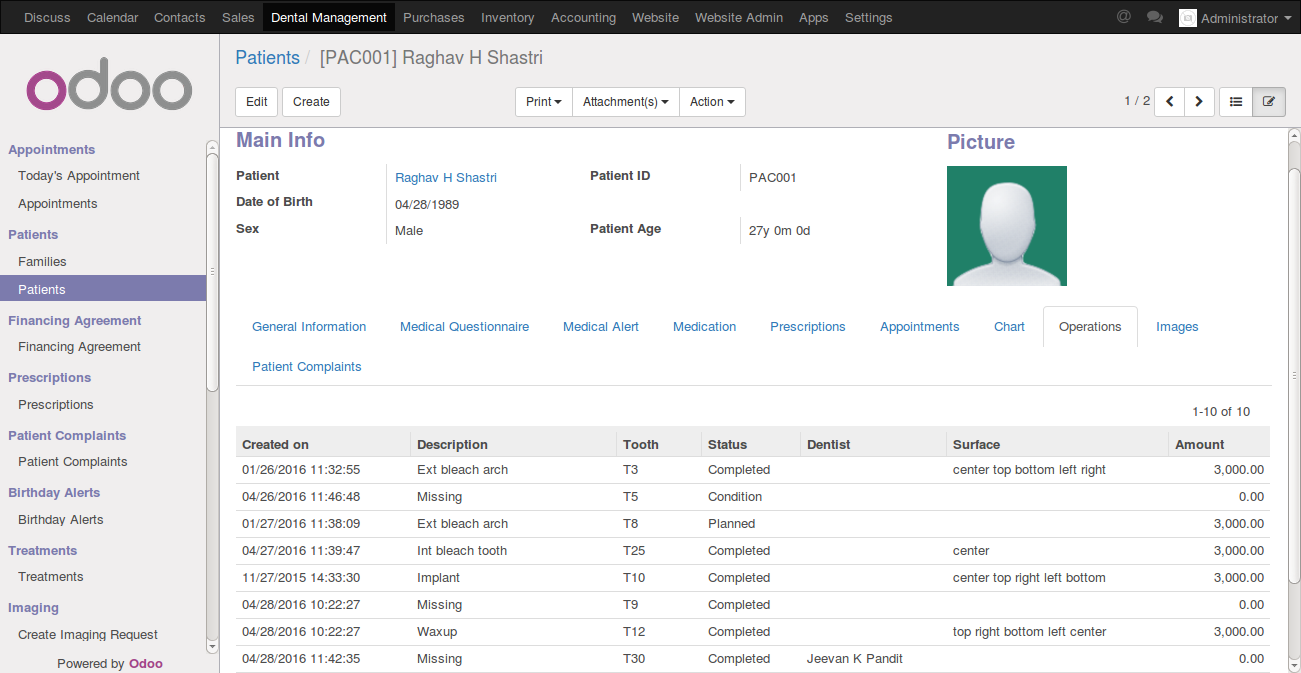 Discuss Calendar Contacts Sales Dental Management Purchases Inventory Accounting Website Website Admin Apps Settings @ Administrator
odoo
Appointments
Today's Appointment
Appointments
Patients
Families
Patients
Financing Agreement
Financing Agreement
Prescriptions
Prescriptions
Patient Complaints
Patient Complaints
Birthday Alerts
Birthday Alerts
Treatments
Treatments
Imaging
Create Imaging Request
Powered by Odoo
Patients / [PAC001] Raghav H Shastri
Edit Create Print Attachment(s) Action 1 / 2
Main Info Picture
Patient Raghav H Shastri Patient ID PAC001
Date of Birth 04/28/1989
Sex Male Patient Age 27y 0m 0d
General Information Medical Questionnaire Medical Alert Medication Prescriptions Appointments Chart Operations Images
Patient Complaints
1-10 of 10
Created on Description Tooth Status Dentist Surface Amount
01/26/2016 11:32:55 Ext bleach arch T3 Completed center top bottom left right 3,000.00
04/26/2016 11:46:48 Missing T5 Condition 0.00
01/27/2016 11:38:09 Ext bleach arch T8 Planned 3,000.00
04/27/2016 11:39:47 Int bleach tooth T25 Completed center 3,000.00
11/27/2015 14:33:30 Implant T10 Completed center top right left bottom 3,000.00
04/28/2016 10:22:27 Missing T9 Completed 0.00
04/28/2016 10:22:27 Waxup T12 Completed top right bottom left center 3,000.00
04/28/2016 11:42:35 Missing T30 Completed Jeevan K Pandit 0.00